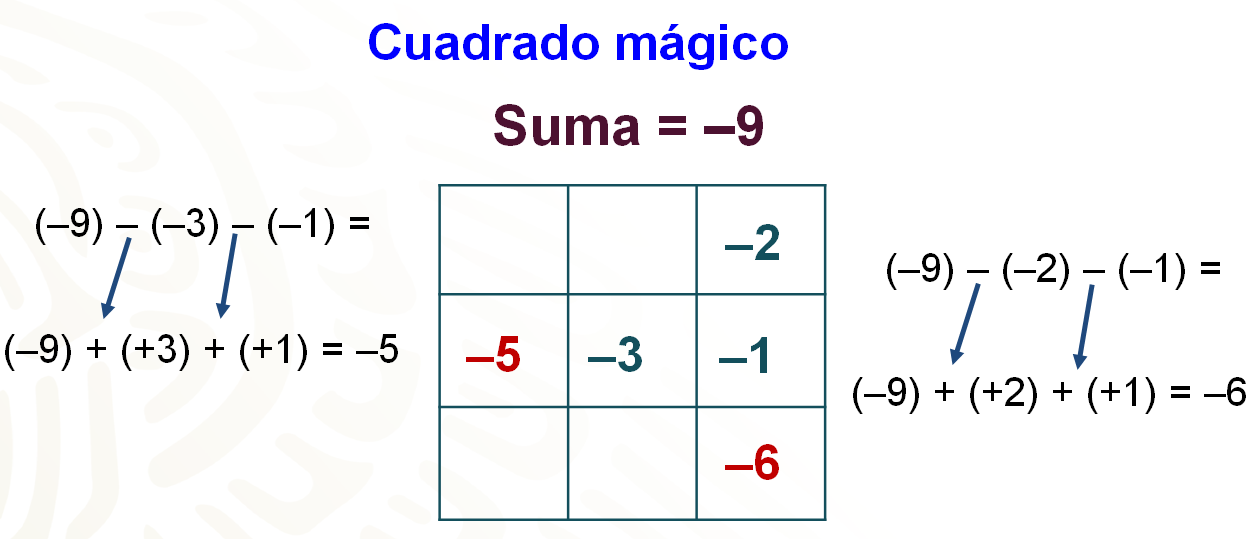 Cuadrado mágico
Suma = –9
(–9) – (–3) – (–1) =
(–9) + (+3) + (+1) = –5
–2
–5 –3 –1
–6
(–9) – (–2) – (–1) =
(–9) + (+2) + (+1) = –6